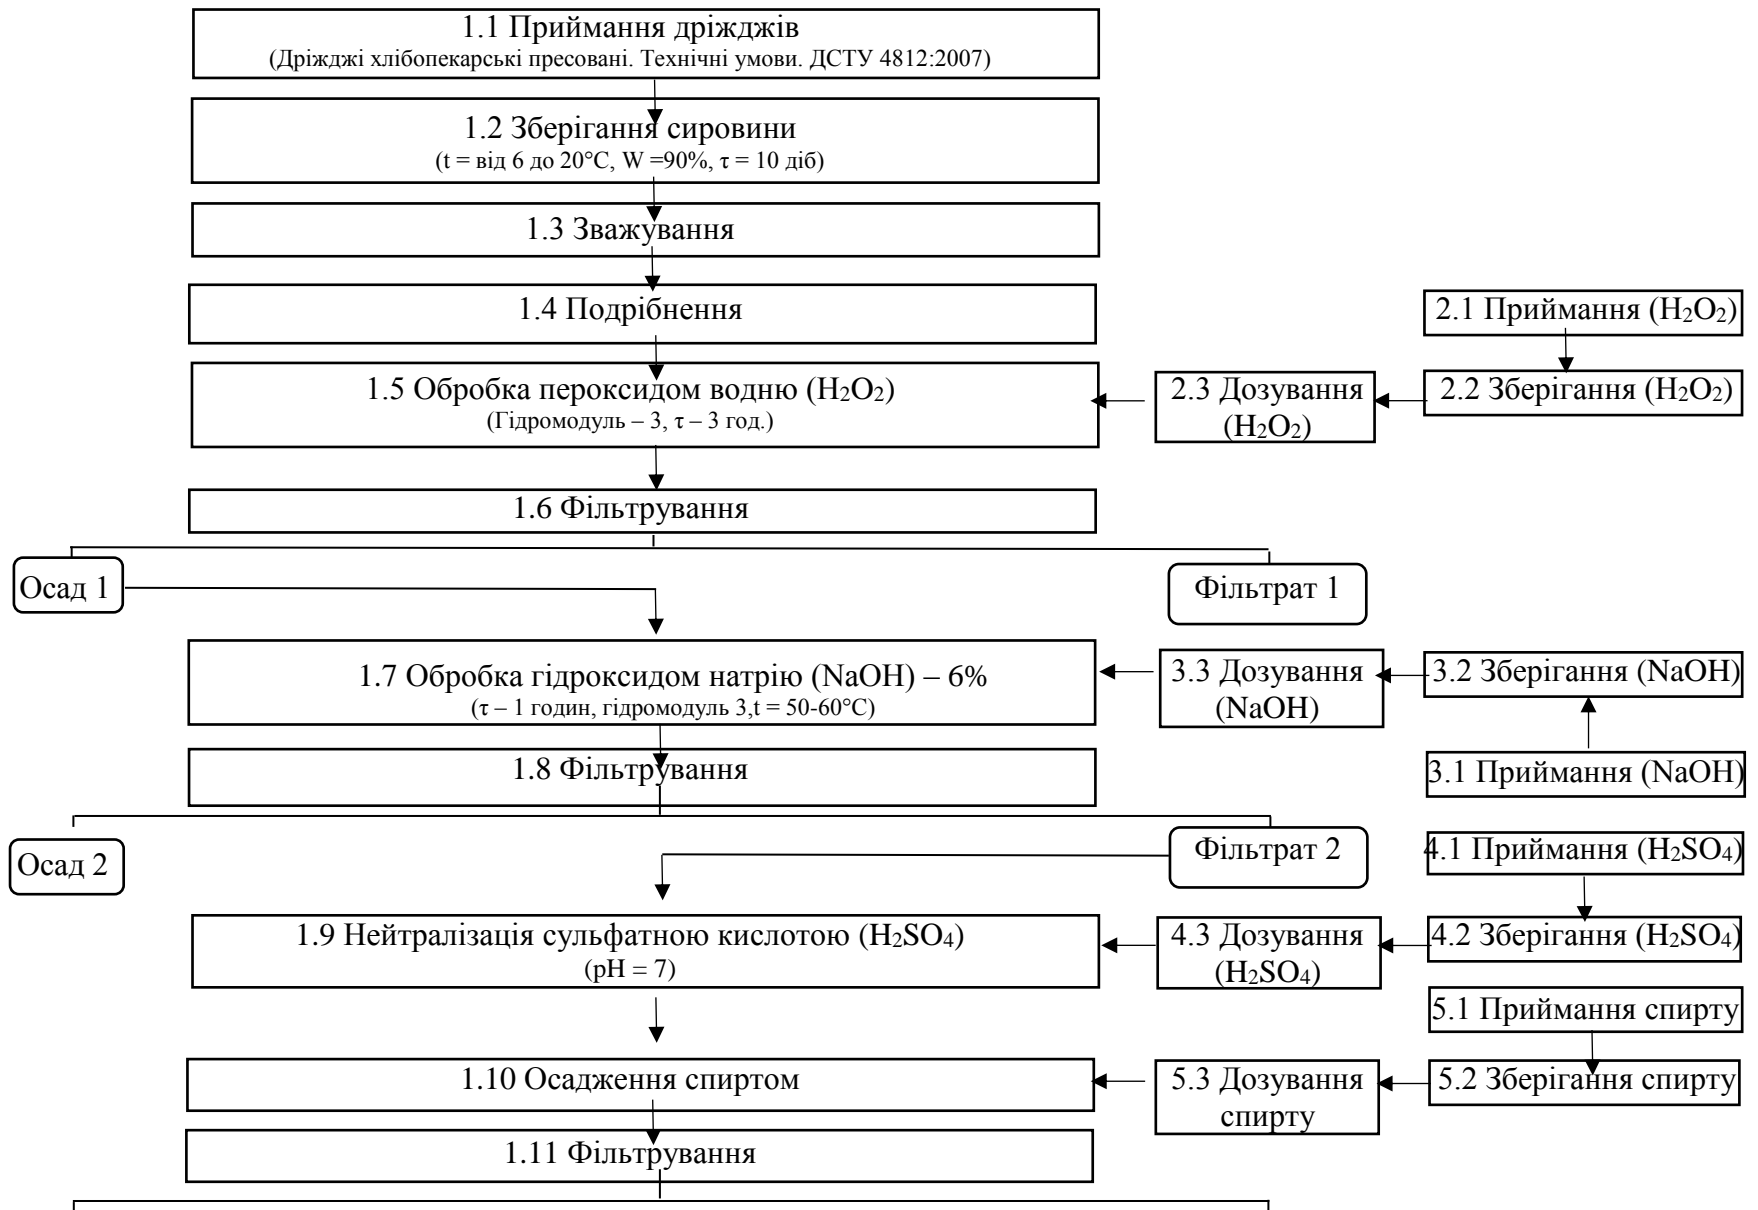 1.1 Приймання дріжджів
(Дріжджі хлібопекарські пресовані. Технічні умови. ДСТУ 4812:2007)
1.2 Зберігання сировини
(t = від 6 до 20°C, W =90%, τ = 10 діб)
1.3 Зважування
1.4 Подрібнення
2.1 Приймання (H₂O₂)
1.5 Обробка пероксидом водню (H₂O₂)
(Гідромодуль – 3, τ – 3 год.)
2.3 Дозування
(H₂O₂)
2.2 Зберігання (H₂O₂)
1.6 Фільтрування
Осад 1
Фільтрат 1
1.7 Обробка гідроксидом натрію (NaOH) – 6%
(τ – 1 годин, гідромодуль 3,t = 50-60°C)
3.3 Дозування
(NaOH)
3.2 Зберігання (NaOH)
1.8 Фільтрування
3.1 Приймання (NaOH)
Осад 2
Фільтрат 2
4.1 Приймання (H₂SO₄)
1.9 Нейтралізація сульфатною кислотою (H₂SO₄)
(pH = 7)
4.3 Дозування
(H₂SO₄)
4.2 Зберігання (H₂SO₄)
5.1 Приймання спирту
1.10 Осадження спиртом
5.3 Дозування
спирту
5.2 Зберігання спирту
1.11 Фільтрування